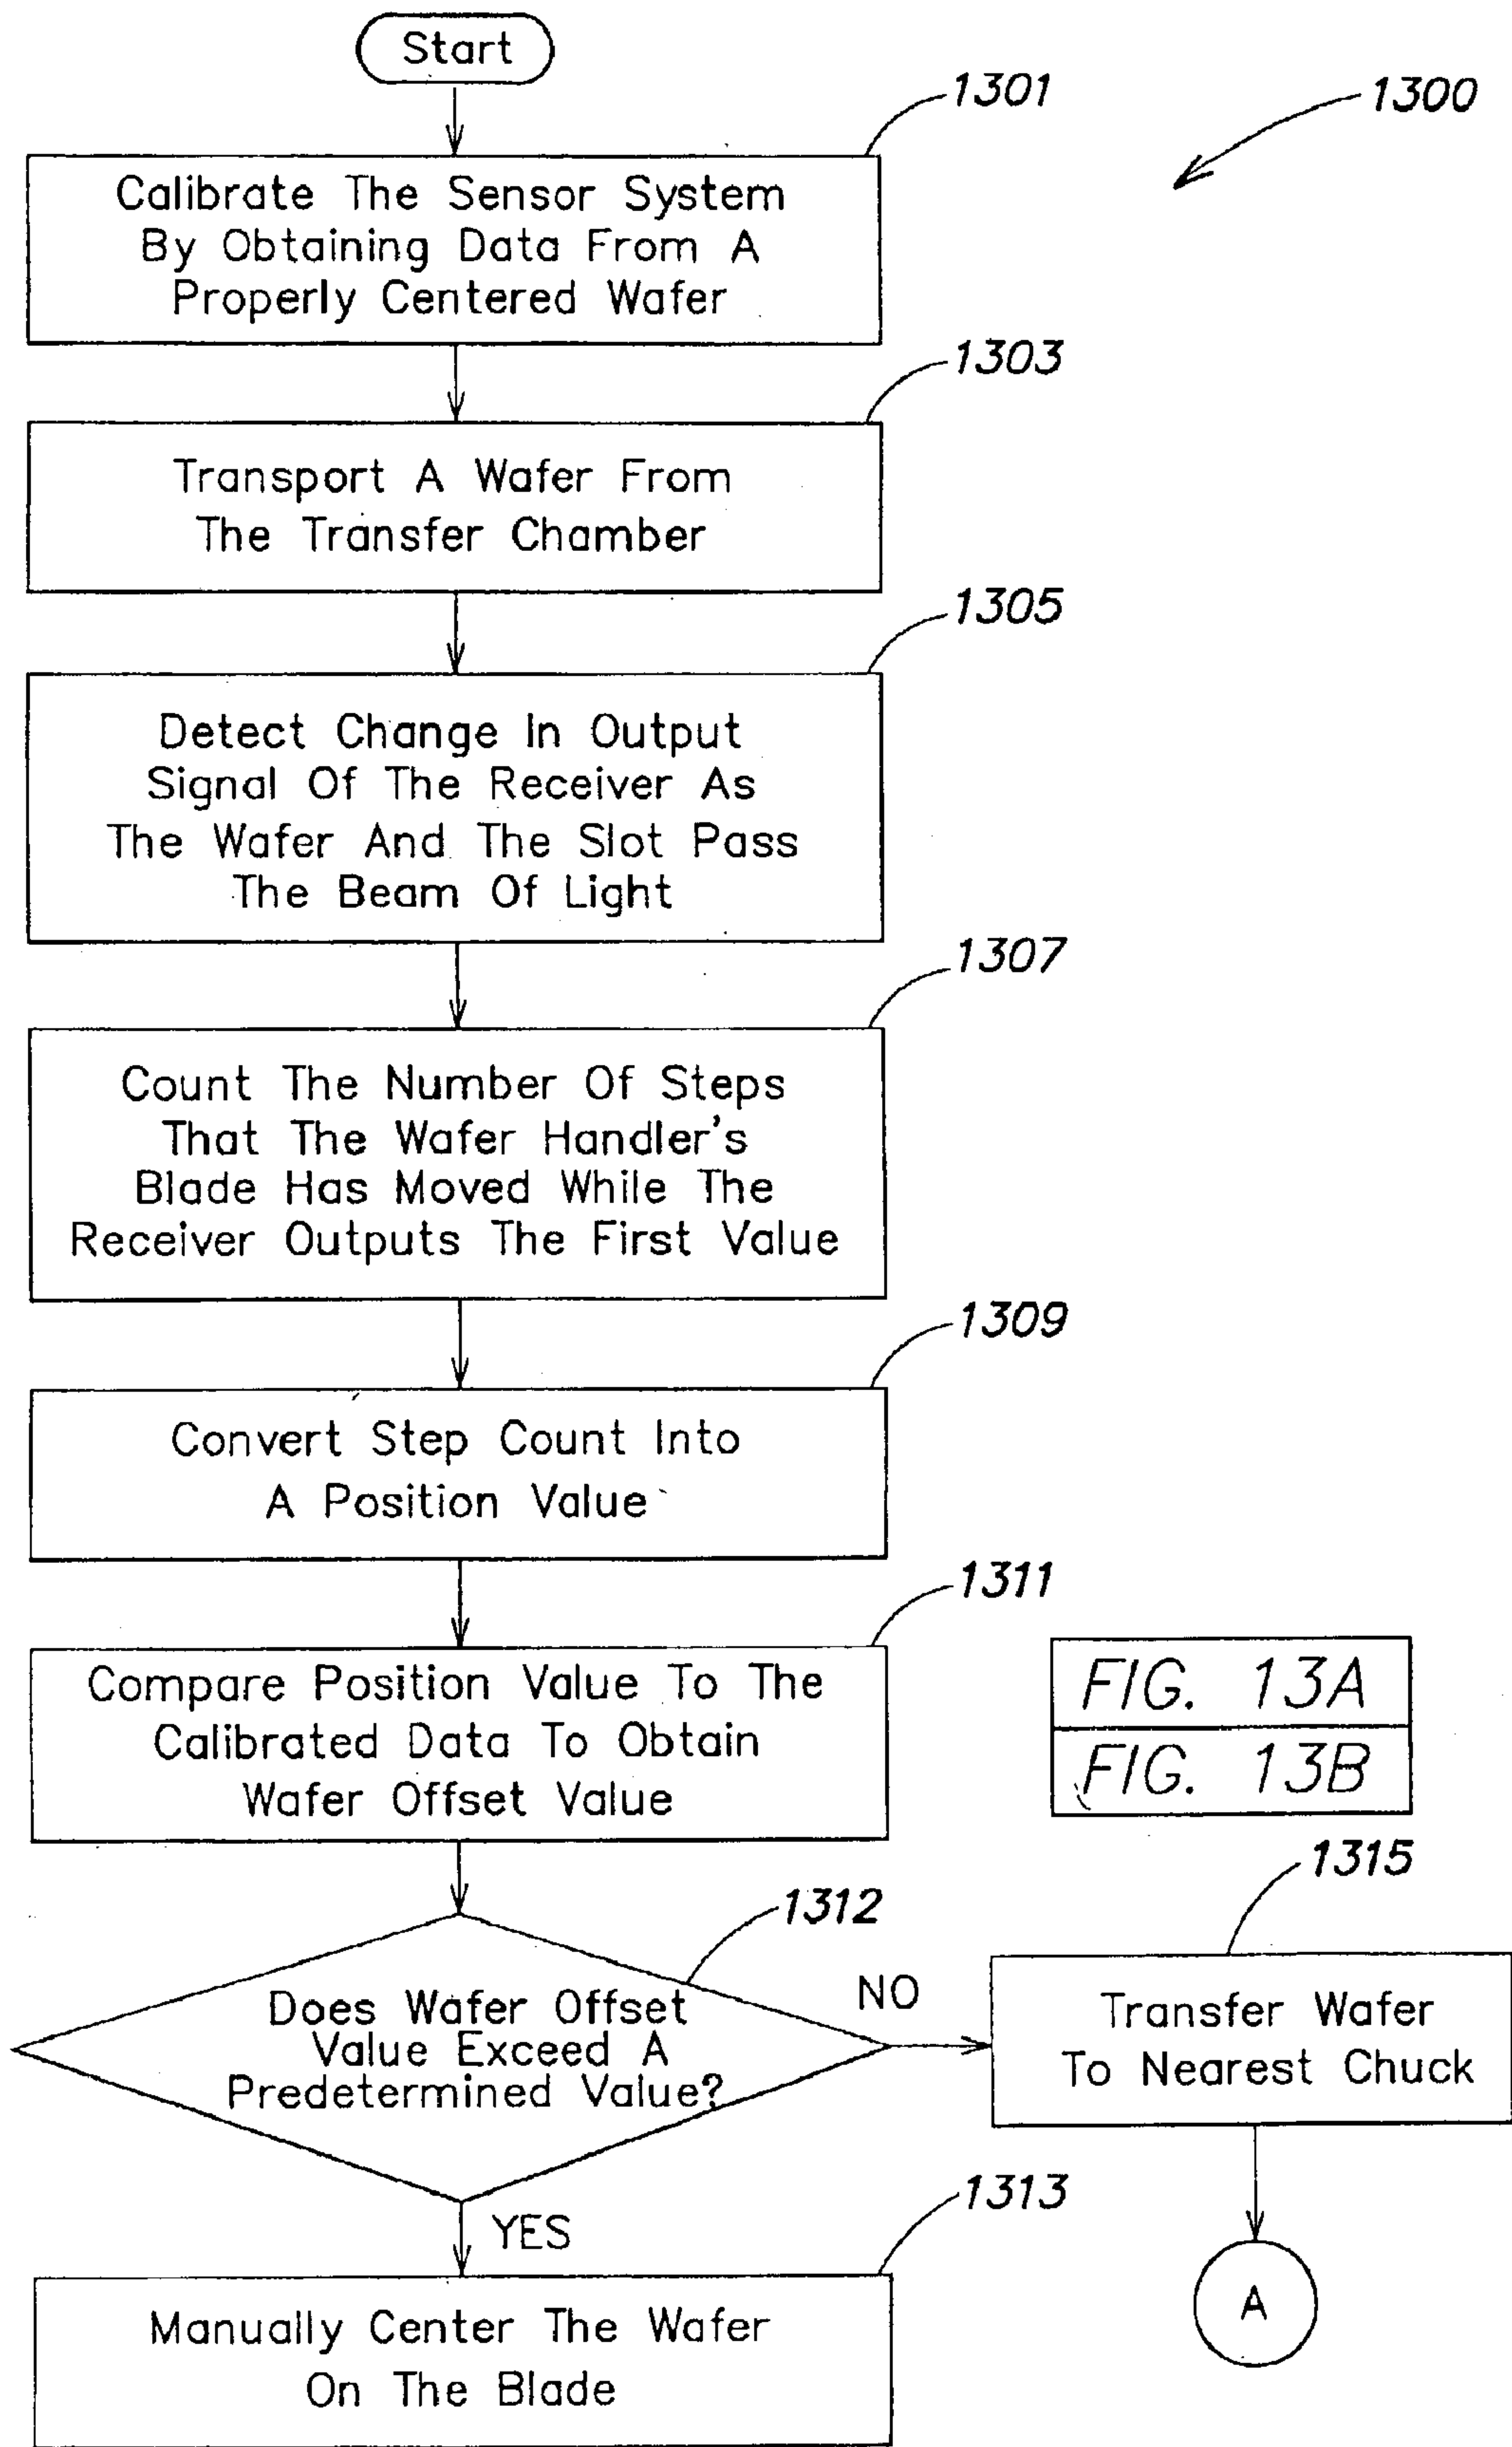 Start
1301
1300
Calibrate The Sensor System
By Obtaining Data From A
Properly Centered Wafer
1303
Transport A Wafer From
The Transfer Chamber
1305
Detect Change In Output
Signal Of The Receiver As
The Wafer And The Slot Pass
The Beam Of Light
1307
Count The Number Of Steps
That The Wafer Handler's
Blade Has Moved While The
Receiver Outputs The First Value
1309
Convert Step Count Into
A Position Value
1311
Compare Position Value To The
Calibrated Data To Obtain
Wafer Offset Value
FIG. 13A
FIG. 13B
1312
Does Wafer Offset
Value Exceed A
Predetermined Value?
NO
1315
Transfer Wafer
To Nearest Chuck
A
YES
1313
Manually Center The Wafer
On The Blade